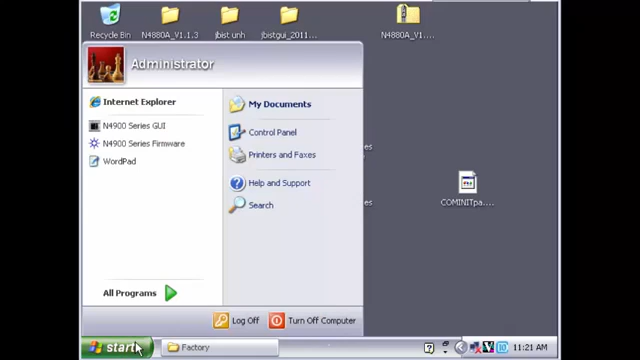 Recycle Bin
N4880A_V1.1.3
jbist unh
jbistgui_2011...
N4880A_V1....
Administrator
Internet Explorer
N4900 Series GUI
N4900 Series Firmware
WordPad
My Documents
Control Panel
Printers and Faxes
Help and Support
Search
es
es
COMINITpa....
All Programs
Log Off
Turn Off Computer
start
Factory
11:21 AM